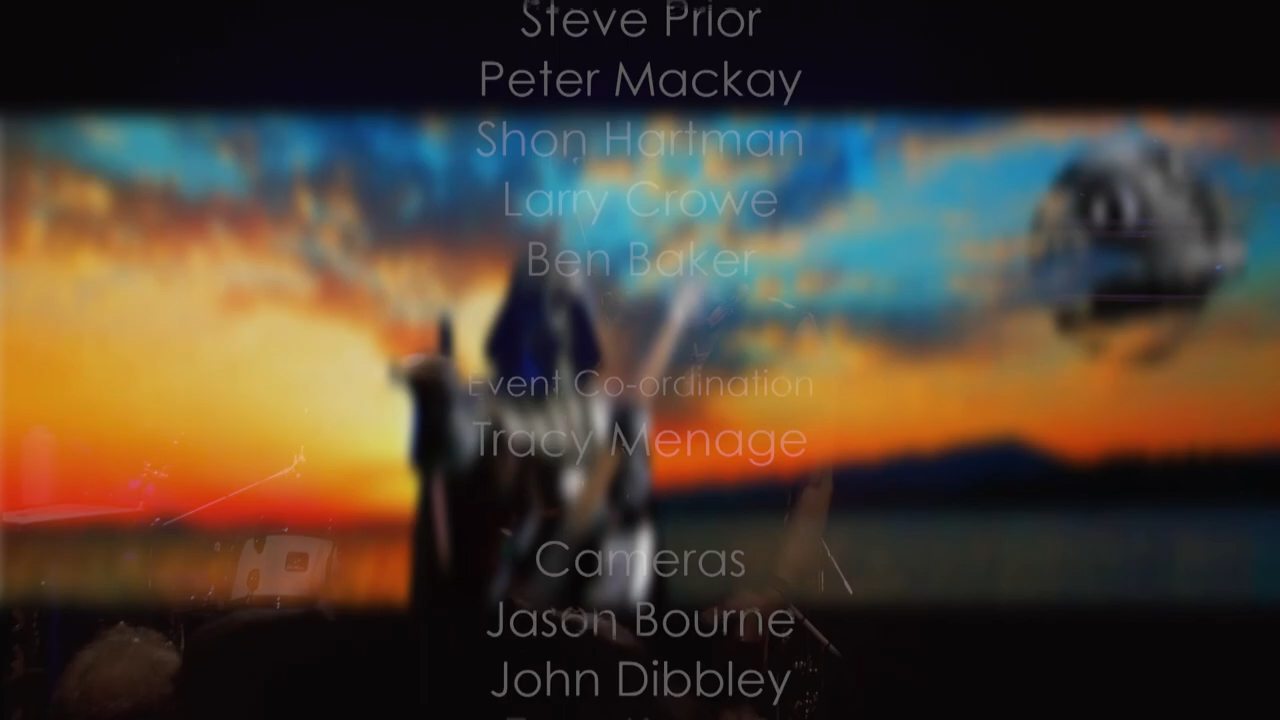 Steve Prior
Peter Mackay
Shon Hartman
Larry Crowe
Ben Baker
Event Co-ordination
Tracy Menage
Cameras
Jason Bourne
John Dibbley